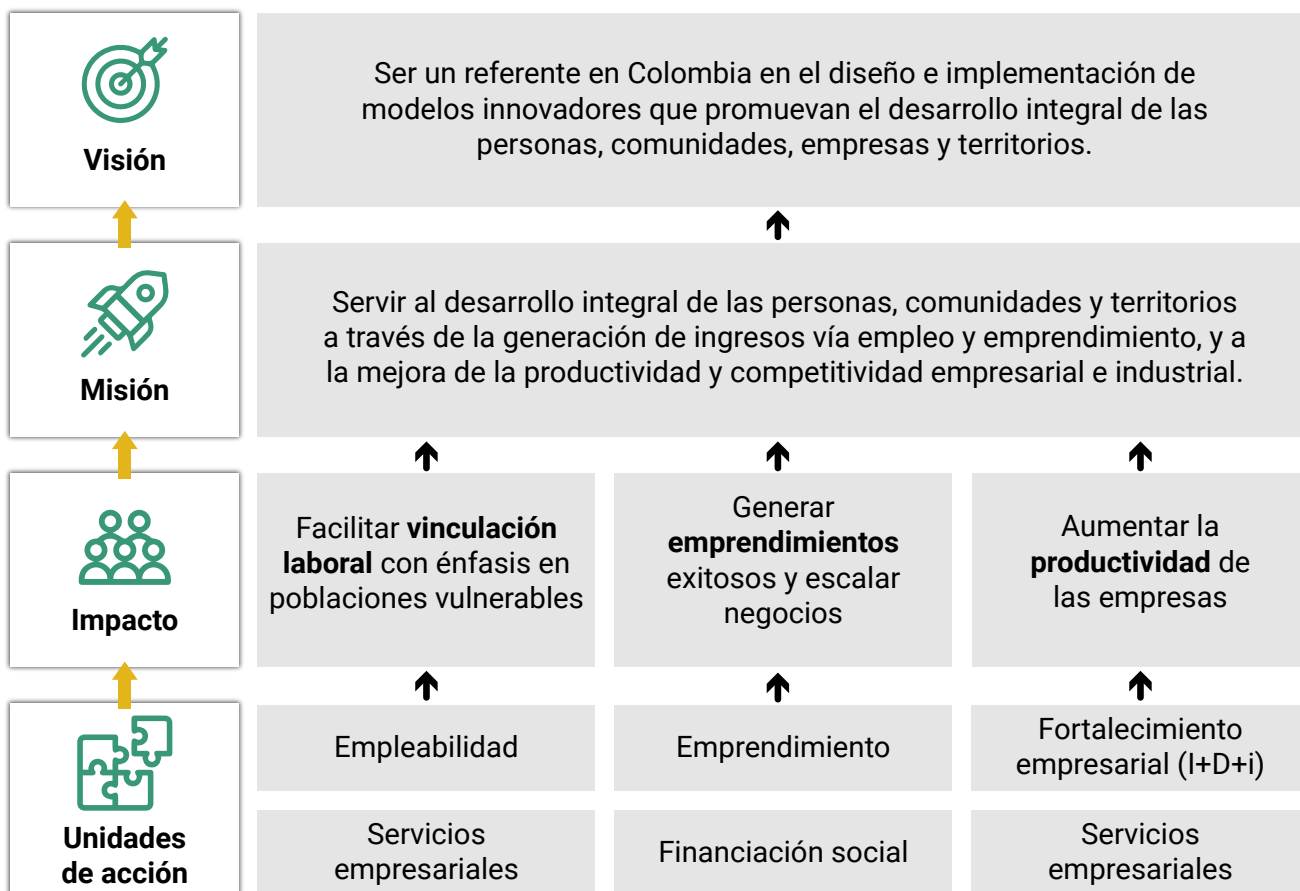 Visión
Ser un referente en Colombia en el diseño e implementación de
modelos innovadores que promuevan el desarrollo integral de las
personas, comunidades, empresas y territorios.
Misión
Servir al desarrollo integral de las personas, comunidades y territorios
a través de la generación de ingresos vía empleo y emprendimiento, y a
la mejora de la productividad y competitividad empresarial e industrial.
Impacto
Facilitar vinculación
laboral con énfasis en
poblaciones vulnerables
Generar
emprendimientos
exitosos y escalar
negocios
Aumentar la
productividad de
las empresas
Unidades
de acción
Empleabilidad
Emprendimiento
Fortalecimiento
empresarial (I+D+i)
Servicios
empresariales
Financiación social
Servicios
empresariales